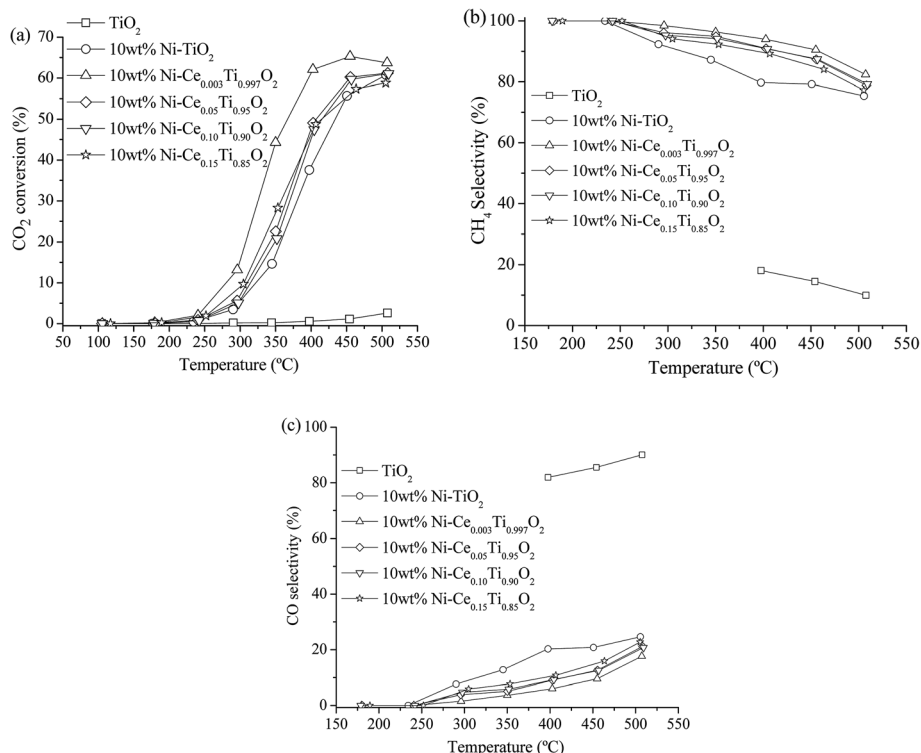 (a)
TiO2
10wt% Ni-TiO2
10wt% Ni-Ce0.003Ti0.997O2
10wt% Ni-Ce0.05Ti0.95O2
10wt% Ni-Ce0.10Ti0.90O2
10wt% Ni-Ce0.15Ti0.85O2
CO2 conversion (%)
70
60
50
40
30
20
10
0
50 100 150 200 250 300 350 400 450 500 550
Temperature (ºC)
(b)
TiO2
10wt% Ni-TiO2
10wt% Ni-Ce0.003Ti0.997O2
10wt% Ni-Ce0.05Ti0.95O2
10wt% Ni-Ce0.10Ti0.90O2
10wt% Ni-Ce0.15Ti0.85O2
CH4 Selectivity (%)
100
80
60
40
20
0
150 200 250 300 350 400 450 500 550
Temperature (ºC)
(c)
TiO2
10wt% Ni-TiO2
10wt% Ni-Ce0.003Ti0.997O2
10wt% Ni-Ce0.05Ti0.95O2
10wt% Ni-Ce0.10Ti0.90O2
10wt% Ni-Ce0.15Ti0.85O2
CO selectivity (%)
100
80
60
40
20
0
150 200 250 300 350 400 450 500 550
Temperature (ºC)